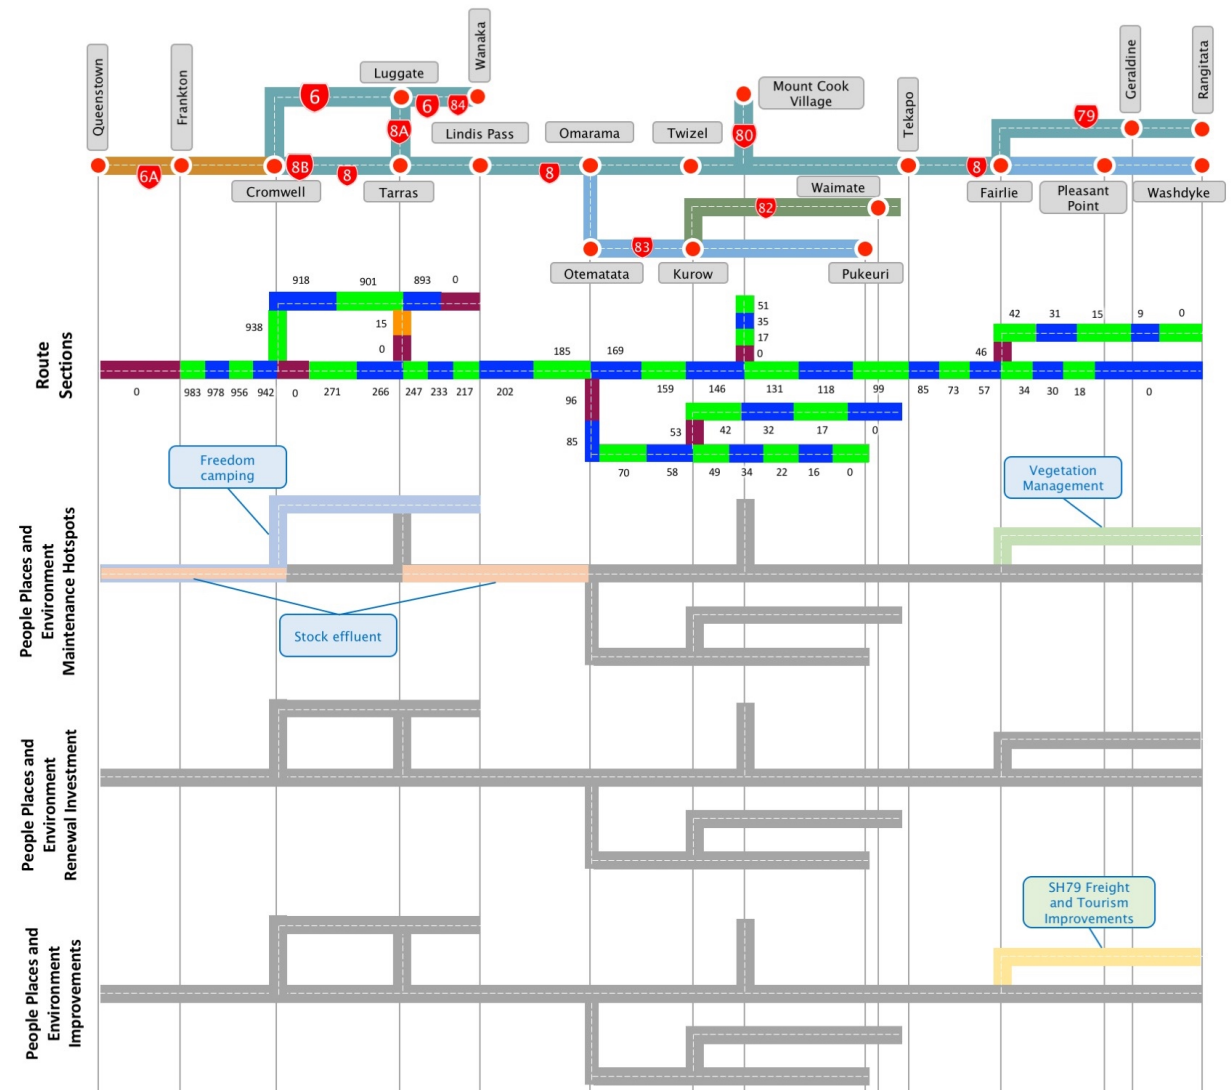 Queenstown
Frankton
Wanaka
Geraldine
Rangitata
Luggate
6
6
84
Mount Cook
Village
Tekapo
79
8A
Lindis Pass
Omarama
Twizel
80
6A
8B
8
8
8
Cromwell
Tarras
Waimate
Fairlie
Pleasant
Point
Washdyke
82
83
Otematata
Kurow
Pukeuri
Route
Sections
918
901
893
0
938
15
0
51
35
17
0
42
31
15
9
0
46
185
169
0
983
978
956
942
0
271
266
247
233
217
202
159
146
131
118
99
85
73
57
34
30
18
0
96
85
53
42
32
17
0
70
58
49
34
22
16
0
People Places and
Environment
Maintenance Hotspots
Freedom
camping
Vegetation
Management
Stock effluent
People Places and
Environment
Renewal Investment
People Places and
Environment
Improvements
SH79 Freight
and Tourism
Improvements